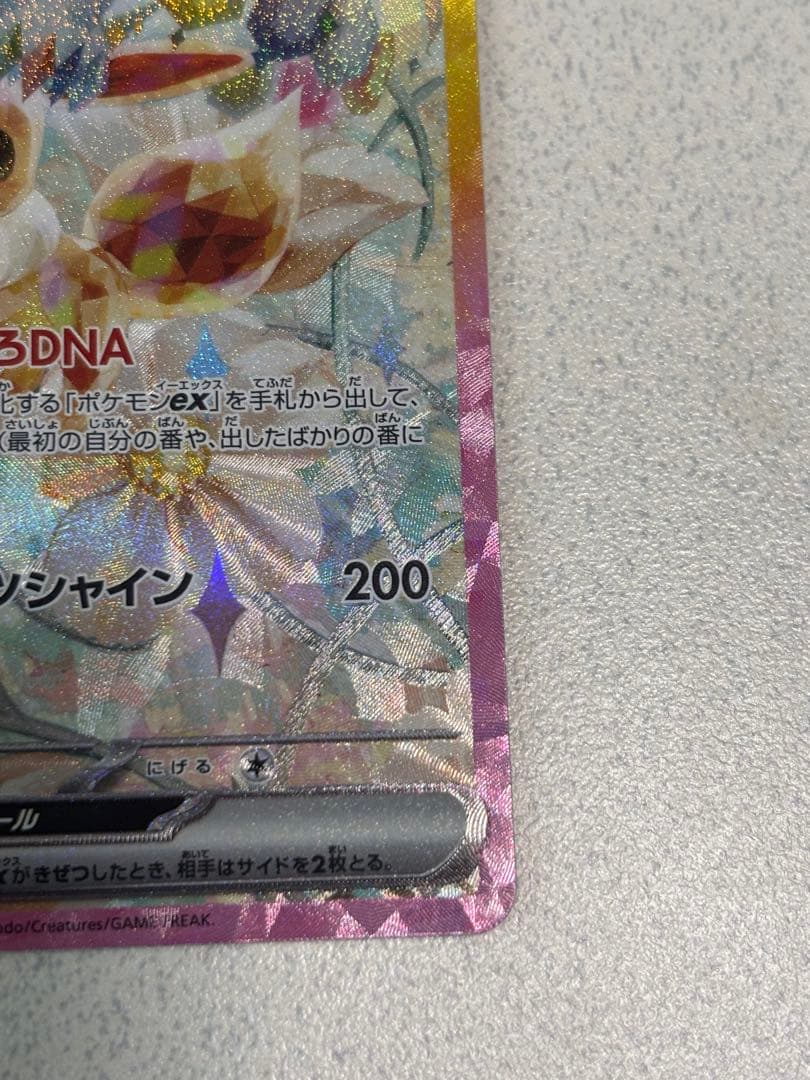 ろDNA
化する「ポケモンex」を手札から出して、
(最初の自分の番や、出したばかりの番に
ツシャイン 200
にげる
ール
がきぜつしたとき、相手はサイドを2枚とる。
do/Creatures/GAME FREAK.